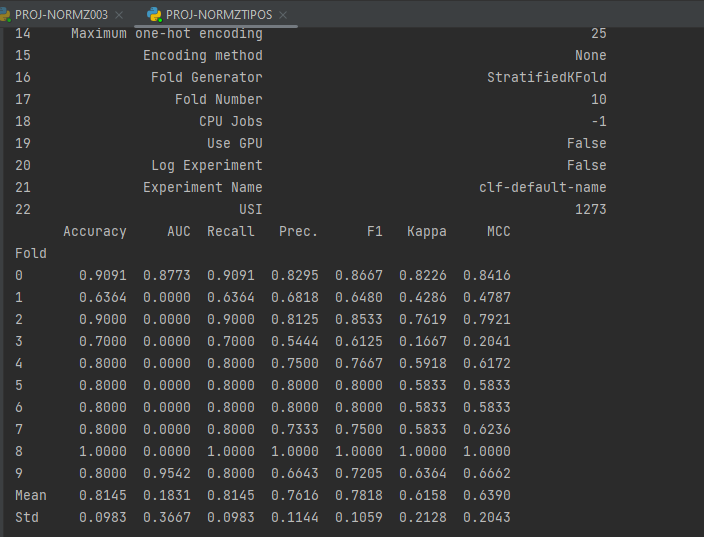 PROJ-NORMZ003 × PROJ-NORMZTIPOS ×
14 Maximum one-hot encoding 25
15 Encoding method None
16 Fold Generator StratifiedKFold
17 Fold Number 10
18 CPU Jobs -1
19 Use GPU False
20 Log Experiment False
21 Experiment Name clf-default-name
22 USI 1273
Accuracy AUC Recall Prec. F1 Kappa MCC
Fold
0 0.9091 0.8773 0.9091 0.8295 0.8667 0.8226 0.8416
1 0.6364 0.0000 0.6364 0.6818 0.6480 0.4286 0.4787
2 0.9000 0.0000 0.9000 0.8125 0.8533 0.7619 0.7921
3 0.7000 0.0000 0.7000 0.5444 0.6125 0.1667 0.2041
4 0.8000 0.0000 0.8000 0.7500 0.7667 0.5918 0.6172
5 0.8000 0.0000 0.8000 0.8000 0.8000 0.5833 0.5833
6 0.8000 0.0000 0.8000 0.8000 0.8000 0.5833 0.5833
7 0.8000 0.0000 0.8000 0.7333 0.7500 0.5833 0.6236
8 1.0000 0.0000 1.0000 1.0000 1.0000 1.0000 1.0000
9 0.8000 0.9542 0.8000 0.6643 0.7205 0.6364 0.6662
Mean 0.8145 0.1831 0.8145 0.7616 0.7818 0.6158 0.6390
Std 0.0983 0.3667 0.0983 0.1144 0.1059 0.2128 0.2043